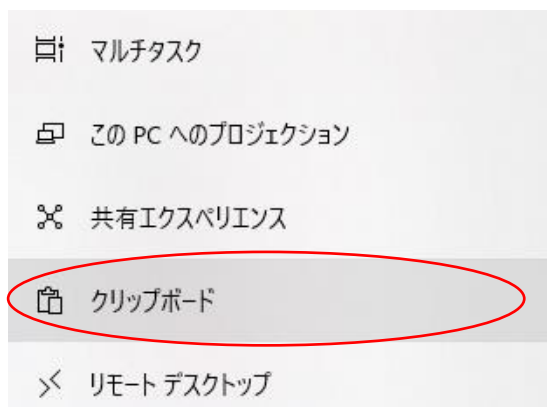 マルチタスク
この PC へのプロジェクション
共有エクスペリエンス
クリップボード
リモート デスクトップ